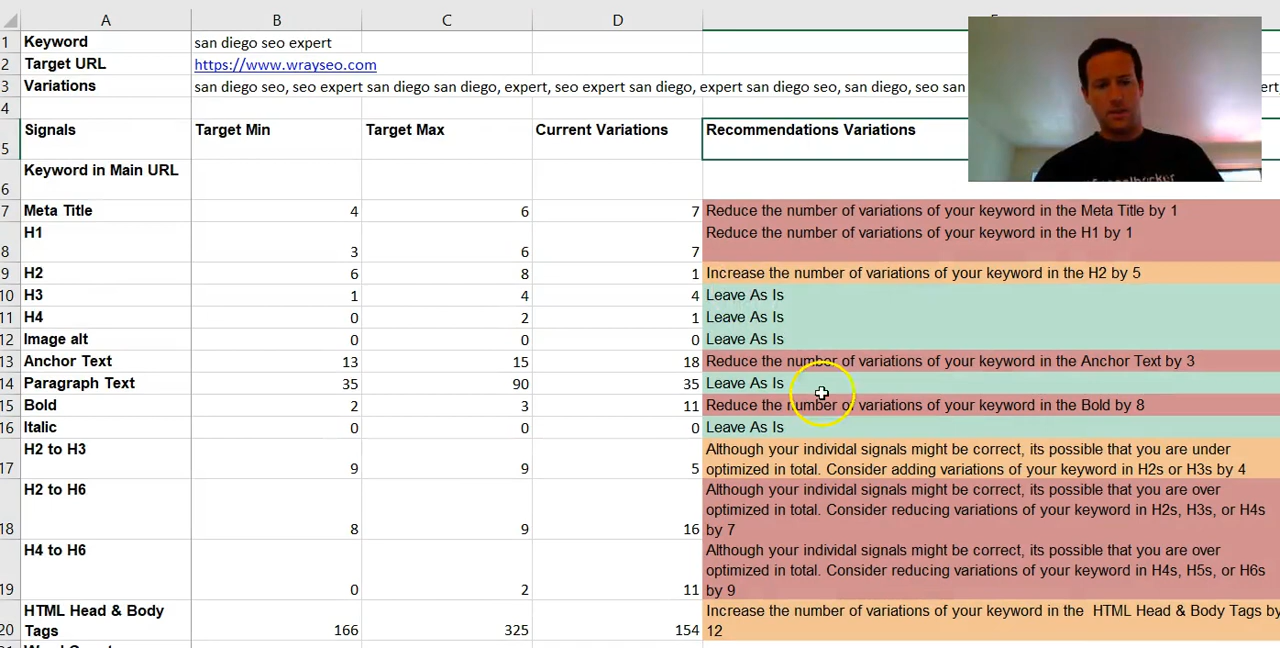 A B C D
1 Keyword san diego seo expert
2 Target URL https://www.wrayseo.com
3 Variations san diego seo, seo expert san diego san diego, expert, seo expert san diego, expert san diego seo, san diego, seo san
4
5 Signals Target Min Target Max Current Variations Recommendations Variations
6 Keyword in Main URL
7 Meta Title 4 6 7 Reduce the number of variations of your keyword in the Meta Title by 1
8 H1 3 6 7 Reduce the number of variations of your keyword in the H1 by 1
9 H2 6 8 1 Increase the number of variations of your keyword in the H2 by 5
10 H3 1 4 4 Leave As Is
11 H4 0 2 1 Leave As Is
12 Image alt 0 0 0 Leave As Is
13 Anchor Text 13 15 18 Reduce the number of variations of your keyword in the Anchor Text by 3
14 Paragraph Text 35 90 35 Leave As Is
15 Bold 2 3 11 Reduce the number of variations of your keyword in the Bold by 8
16 Italic 0 0 0 Leave As Is
17 H2 to H3 9 9 5 Although your individal signals might be correct, its possible that you are under
optimized in total. Consider adding variations of your keyword in H2s or H3s by 4
18 H2 to H6 8 9 16 Although your individal signals might be correct, its possible that you are over
optimized in total. Consider reducing variations of your keyword in H2s, H3s, or H4s
by 7
19 H4 to H6 0 2 11 Although your individal signals might be correct, its possible that you are over
optimized in total. Consider reducing variations of your keyword in H4s, H5s, or H6s
by 9
20 HTML Head & Body 166 325 154 Increase the number of variations of your keyword in the HTML Head & Body Tags by
Tags 12